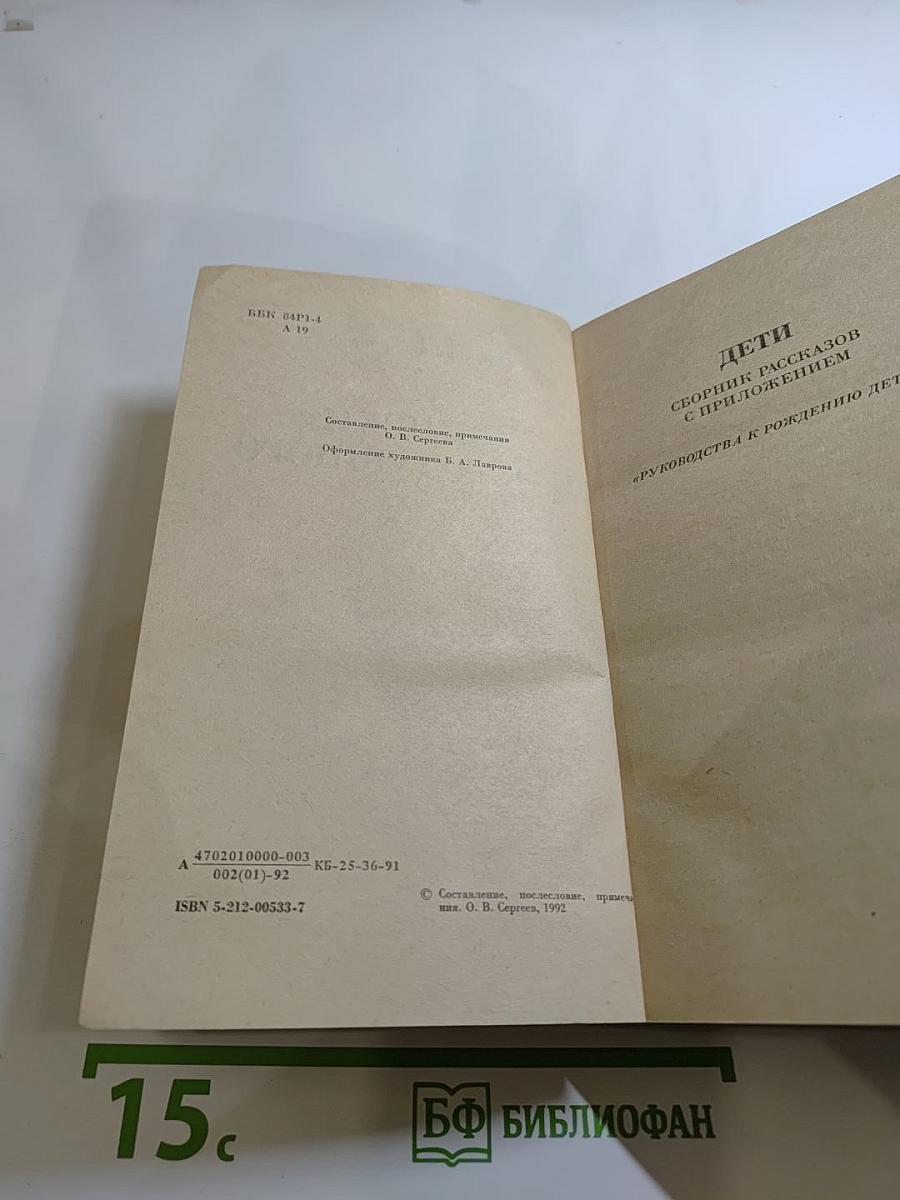 ББК 84Р1-4
А 19
Составление, послесловие, примечания
О. В. Сергеева
Оформление художника Б. А. Лаврова
А 4702010000-003
002(01)-92
КБ-25-36-91
ISBN 5-212-00533-7
© Составление, послесловие, примеча
ния. О. В. Сергеев, 1992
ДЕТИ
СБОРНИК РАССКАЗОВ
С ПРИЛОЖЕНИЕМ
«РУКОВОДСТВА К РОЖДЕНИЮ ДЕТ
15 с
БФ БИБЛИОФАН